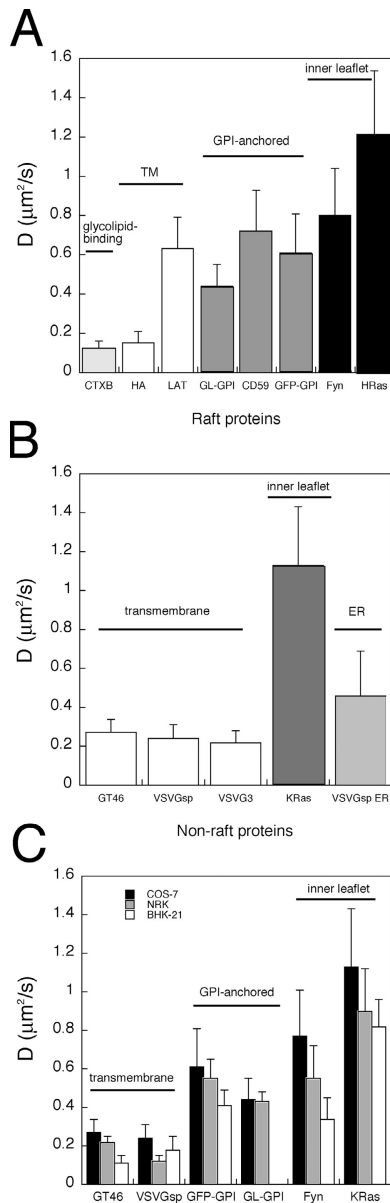 A
D (μm²/s)
1.6
1.4
1.2
1
0.8
0.6
0.4
0.2
0
inner leaflet
GPI-anchored
TM
glycolipid-
binding
CTXB HA LAT GL-GPI CD59 GFP-GPI Fyn HRas
Raft proteins
B
D (μm²/s)
1.6
1.4
1.2
1
0.8
0.6
0.4
0.2
0
inner leaflet
transmembrane
ER
GT46 VSVGsp VSVG3 KRas VSVGsp ER
Non-raft proteins
C
D (μm²/s)
1.6
1.4
1.2
1
0.8
0.6
0.4
0.2
0
COS-7
NRK
BHK-21
inner leaflet
GPI-anchored
transmembrane
GT46 VSVGsp GFP-GPI GL-GPI Fyn KRas